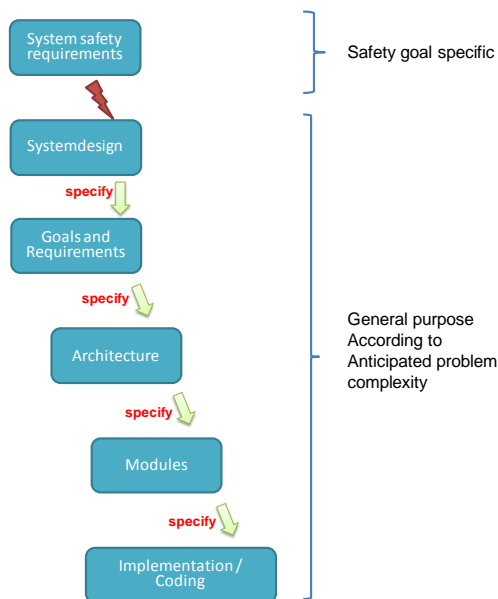 System safety
requirements
Safety goal specific
Systemdesign
specify
Goals and
Requirements
specify
Architecture
General purpose
According to
Anticipated problem
complexity
specify
Modules
specify
Implementation /
Coding